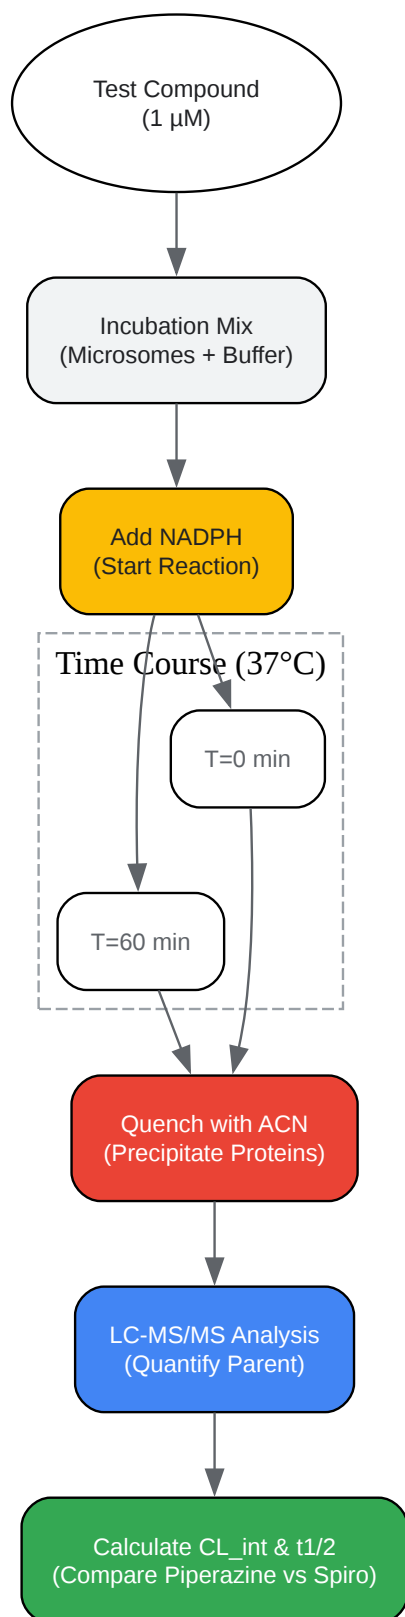 Test Compound
(1 µM)
Incubation Mix
(Microsomes + Buffer)
Add NADPH
(Start Reaction)
Time Course (37°C)
T=0 min
T=60 min
Quench with ACN
(Precipitate Proteins)
LC-MS/MS Analysis
(Quantify Parent)
Calculate CL_int & t1/2
(Compare Piperazine vs Spiro)